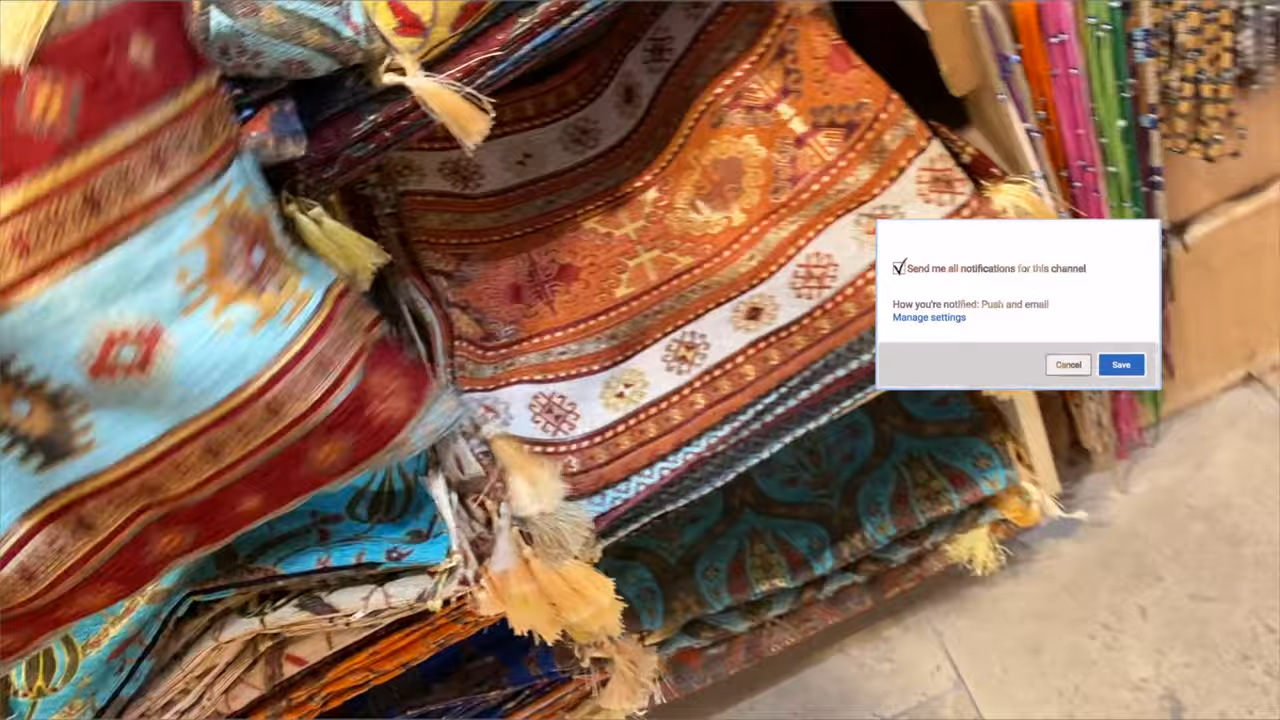 Send me all notifications for this channel
How you're notified: Push and email
Manage settings
Cancel
Save